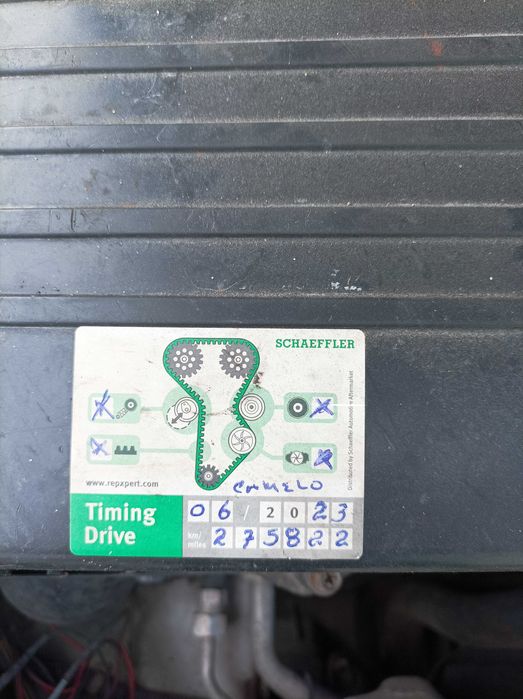 SCHAEFFLER
Distributed by Schaeffler Automotive Aftermarket
www.repxpert.com
CAMELO
Timing Drive
06/2023
km/miles 275822